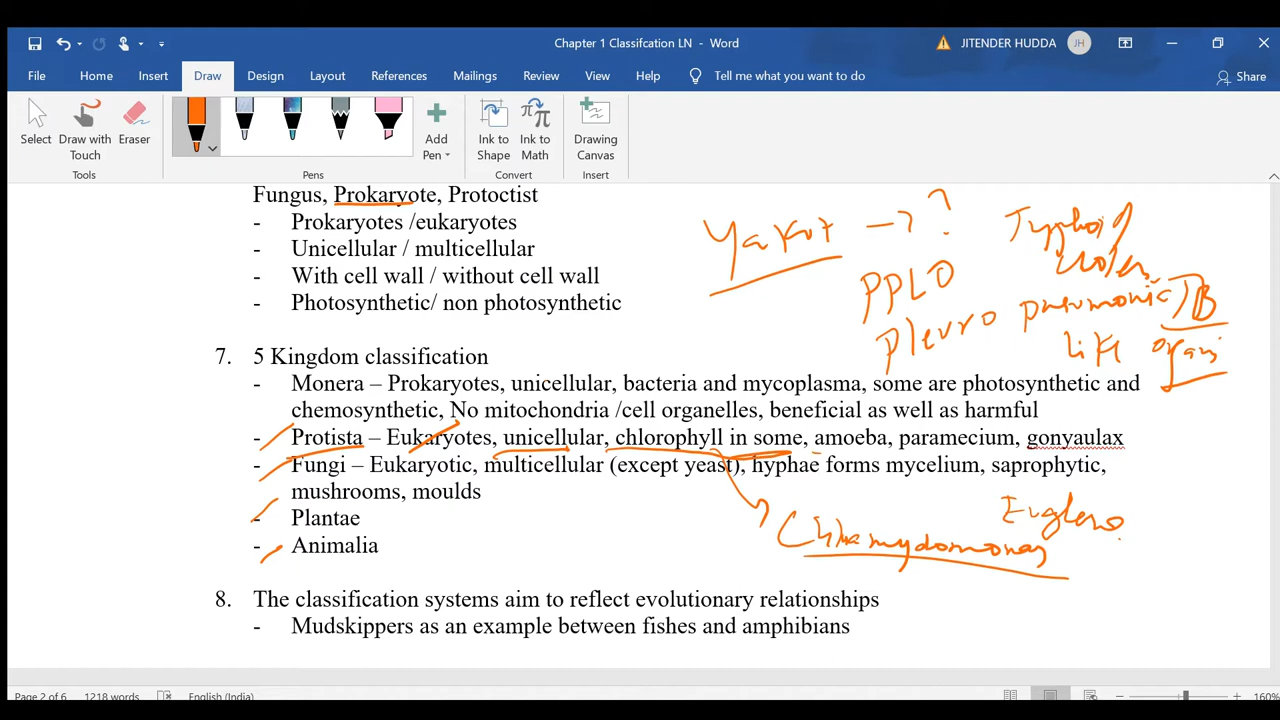 Chapter 1 Classifcation LN - Word
JITENDER HUDDA
JH
File Home Insert Draw Design Layout References Mailings Review View Help Tell me what you want to do Share
Select Draw with Touch Eraser Add Pen Ink to Shape Ink to Math Drawing Canvas
Tools Pens Convert Insert
Fungus, Prokaryote, Protoctist
- Prokaryotes /eukaryotes
- Unicellular / multicellular
- With cell wall / without cell wall
- Photosynthetic/ non photosynthetic
?
Typhoid
PPLO
TB
Pleuro pneumonic
like
7. 5 Kingdom classification
- Monera – Prokaryotes, unicellular, bacteria and mycoplasma, some are photosynthetic and
chemosynthetic, No mitochondria /cell organelles, beneficial as well as harmful
- Protista – Eukaryotes, unicellular, chlorophyll in some, amoeba, paramecium, gonyaulax
- Fungi – Eukaryotic, multicellular (except yeast), hyphae forms mycelium, saprophytic,
mushrooms, moulds
- Plantae
- Animalia
Euglena
Chlamydomonas
8. The classification systems aim to reflect evolutionary relationships
- Mudskippers as an example between fishes and amphibians
Page 2 of 6 1218 words English (India) 160%